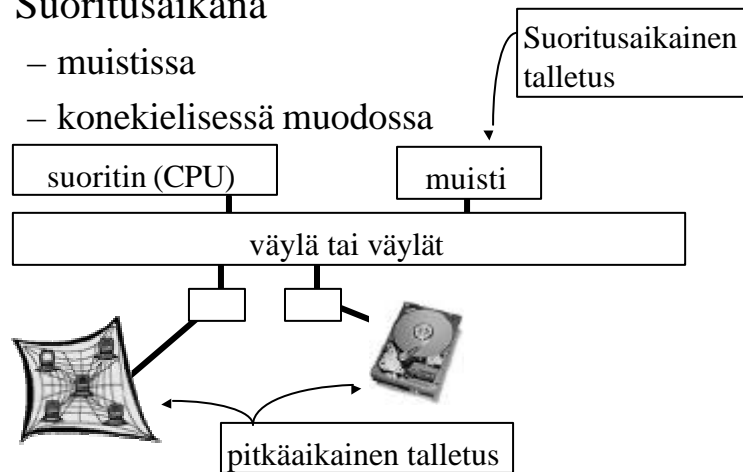 Suoritusaikana
– muistissa
– konekielisessä muodossa
Suoritusaikainen
talletus
suoritin (CPU)
muisti
väylä tai väylät
pitkäaikainen talletus